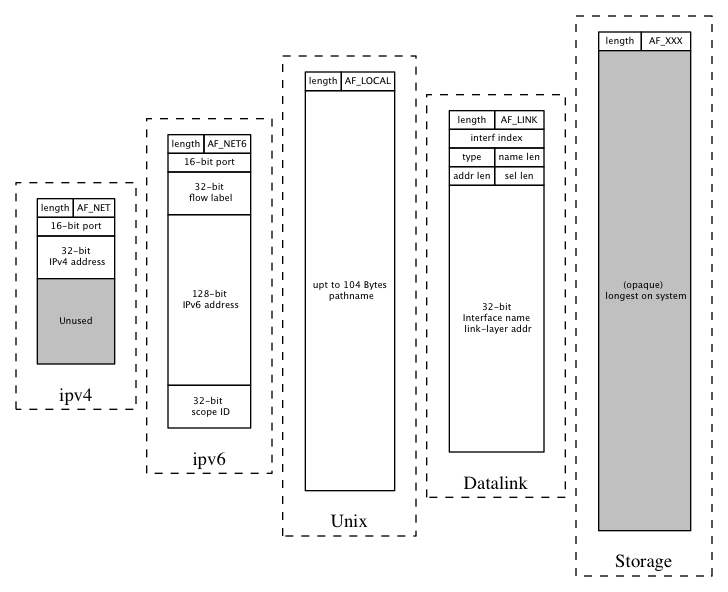 length AF_NET
16-bit port
32-bit
IPv4 address
Unused
ipv4
length AF_NET6
16-bit port
32-bit
flow label
128-bit
IPv6 address
32-bit
scope ID
ipv6
length AF_LOCAL
upt to 104 Bytes
pathname
Unix
length AF_LINK
interf index
type name len
addr len sel len
32-bit
Interface name
link-layer addr
Datalink
length AF_XXX
(opaque)
longest on system
Storage